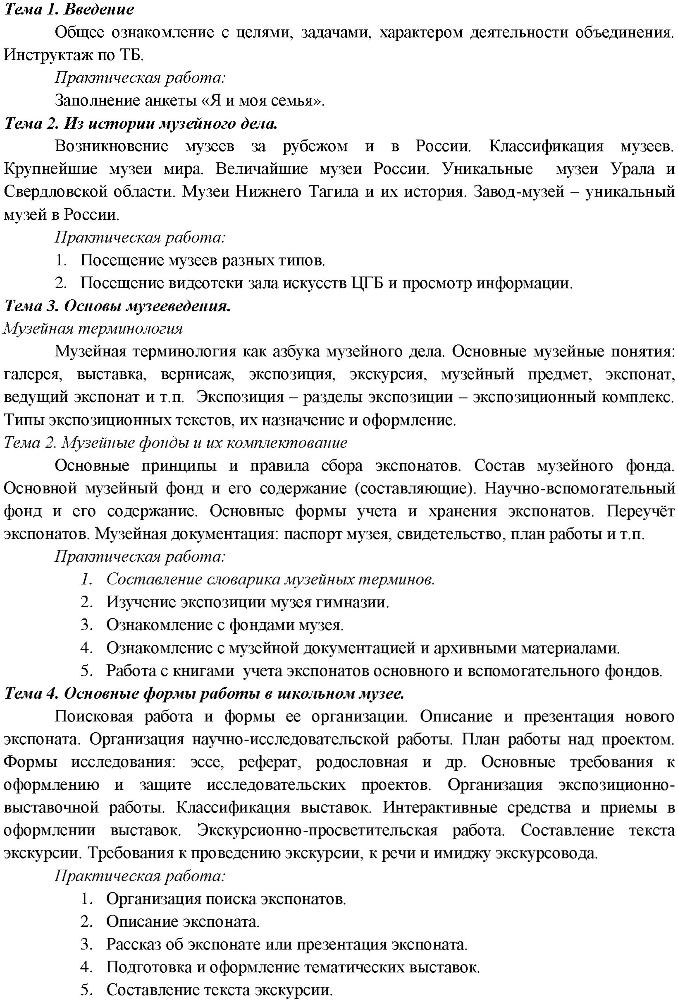 Тема 1. Введение
Общее ознакомление с целями, задачами, характером деятельности объединения.
Инструктаж по ТБ.
Практическая работа:
Заполнение анкеты «Я и моя семья».
Тема 2. Из истории музейного дела.
Возникновение музеев за рубежом и в России. Классификация музеев.
Крупнейшие музеи мира. Величайшие музеи России. Уникальные музеи Урала и
Свердловской области. Музеи Нижнего Тагила и их история. Завод-музей – уникальный
музей в России.
Практическая работа:
1. Посещение музеев разных типов.
2. Посещение видеотеки зала искусств ЦГБ и просмотр информации.
Тема 3. Основы музееведения.
Музейная терминология
Музейная терминология как азбука музейного дела. Основные музейные понятия:
галерея, выставка, вернисаж, экспозиция, экскурсия, музейный предмет, экспонат,
ведущий экспонат и т.п. Экспозиция – разделы экспозиции – экспозиционный комплекс.
Типы экспозиционных текстов, их назначение и оформление.
Тема 2. Музейные фонды и их комплектование
Основные принципы и правила сбора экспонатов. Состав музейного фонда.
Основной музейный фонд и его содержание (составляющие). Научно-вспомогательный
фонд и его содержание. Основные формы учета и хранения экспонатов. Переучёт
экспонатов. Музейная документация: паспорт музея, свидетельство, план работы и т.п.
Практическая работа:
1. Составление словарика музейных терминов.
2. Изучение экспозиции музея гимназии.
3. Ознакомление с фондами музея.
4. Ознакомление с музейной документацией и архивными материалами.
5. Работа с книгами учета экспонатов основного и вспомогательного фондов.
Тема 4. Основные формы работы в школьном музее.
Поисковая работа и формы ее организации. Описание и презентация нового
экспоната. Организация научно-исследовательской работы. План работы над проектом.
Формы исследования: эссе, реферат, родословная и др. Основные требования к
оформлению и защите исследовательских проектов. Организация экспозиционно-
выставочной работы. Классификация выставок. Интерактивные средства и приемы в
оформлении выставок. Экскурсионно-просветительская работа. Составление текста
экскурсии. Требования к проведению экскурсии, к речи и имиджу экскурсовода.
Практическая работа:
1. Организация поиска экспонатов.
2. Описание экспоната.
3. Рассказ об экспонате или презентация экспоната.
4. Подготовка и оформление тематических выставок.
5. Составление текста экскурсии.